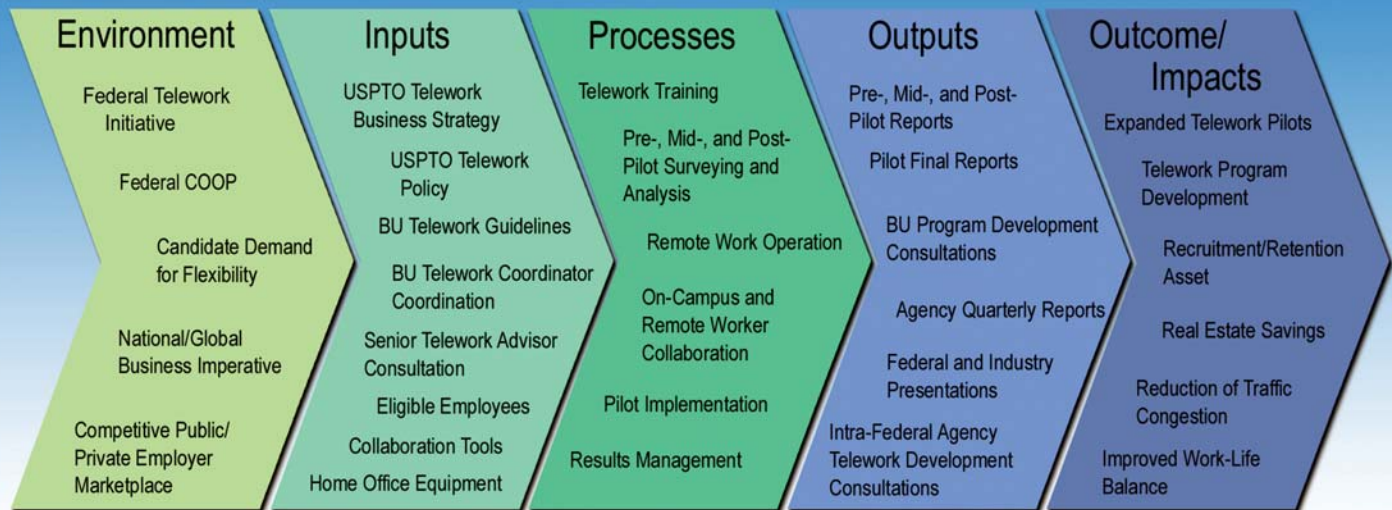 Environment
Federal Telework
Initiative
Federal COOP
Candidate Demand
for Flexibility
National/Global
Business Imperative
Competitive Public/
Private Employer
Marketplace
Inputs
USPTO Telework
Business Strategy
USPTO Telework
Policy
BU Telework Guidelines
BU Telework Coordinator
Coordination
Senior Telework Advisor
Consultation
Eligible Employees
Collaboration Tools
Home Office Equipment
Processes
Telework Training
Pre-, Mid-, and Post-
Pilot Surveying and
Analysis
Remote Work Operation
On-Campus and
Remote Worker
Collaboration
Pilot Implementation
Results Management
Outputs
Pre-, Mid-, and Post-
Pilot Reports
Pilot Final Reports
BU Program Development
Consultations
Agency Quarterly Reports
Federal and Industry
Presentations
Intra-Federal Agency
Telework Development
Consultations
Outcome/
Impacts
Expanded Telework Pilots
Telework Program
Development
Recruitment/Retention
Asset
Real Estate Savings
Reduction of Traffic
Congestion
Improved Work-Life
Balance